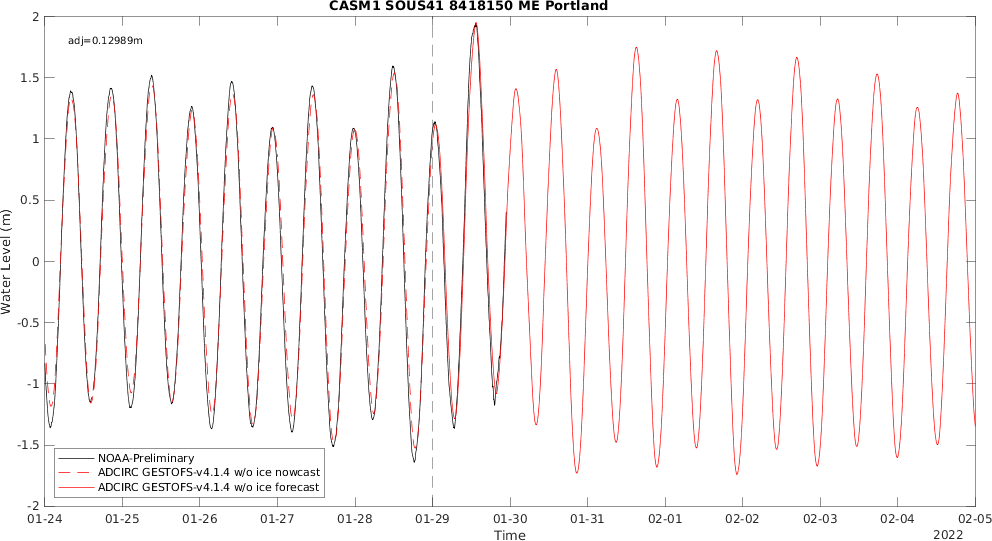 CASM1 SOUS41 8418150 ME Portland
adj=0.12989m
2
1.5
1
0.5
0
-0.5
-1
-1.5
-2
Water Level (m)
NOAA-Preliminary
ADCIRC GESTOFS-v4.1.4 w/o ice nowcast
ADCIRC GESTOFS-v4.1.4 w/o ice forecast
01-24 01-25 01-26 01-27 01-28 01-29 01-30 01-31 02-01 02-02 02-03 02-04 02-05
Time
2022